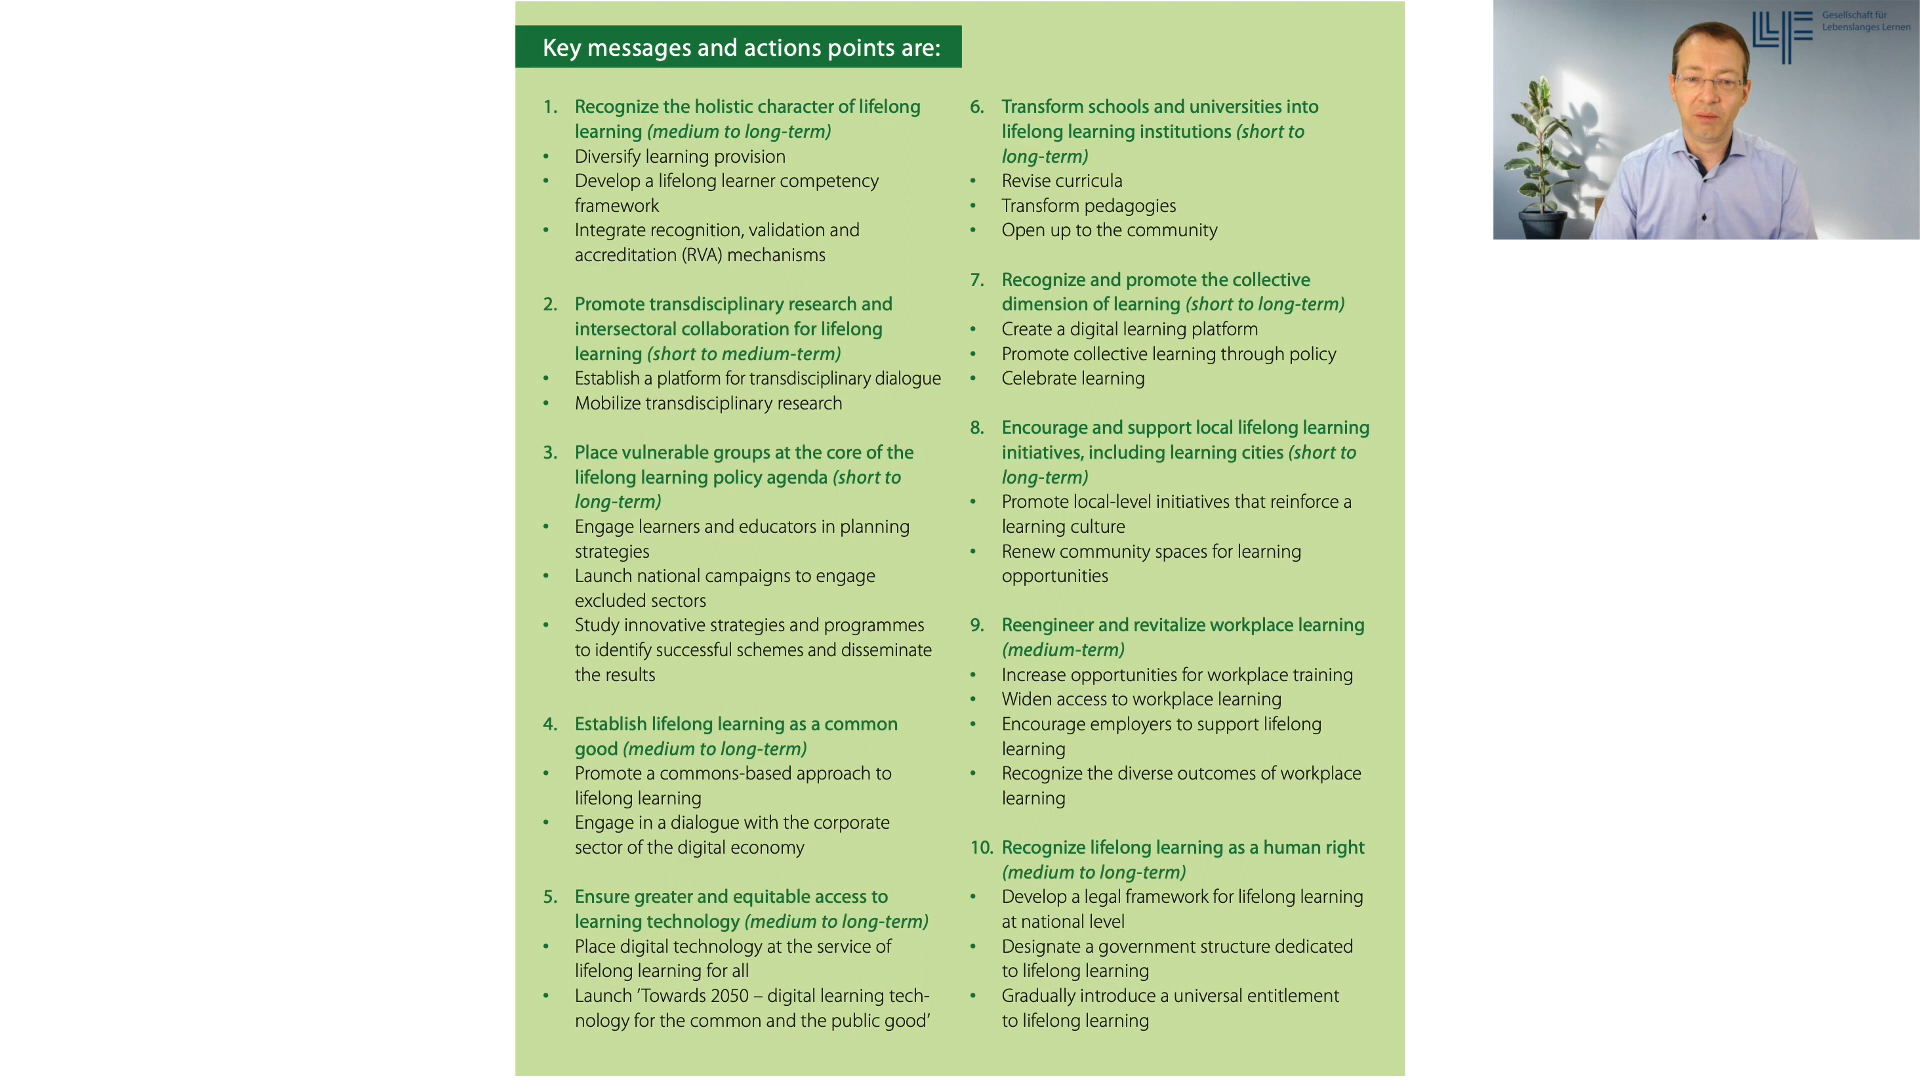 Key messages and actions points are:
1. Recognize the holistic character of lifelong
learning (medium to long-term)
• Diversify learning provision
• Develop a lifelong learner competency
framework
• Integrate recognition, validation and
accreditation (RVA) mechanisms
2. Promote transdisciplinary research and
intersectoral collaboration for lifelong
learning (short to medium-term)
• Establish a platform for transdisciplinary dialogue
• Mobilize transdisciplinary research
3. Place vulnerable groups at the core of the
lifelong learning policy agenda (short to
long-term)
• Engage learners and educators in planning
strategies
• Launch national campaigns to engage
excluded sectors
• Study innovative strategies and programmes
to identify successful schemes and disseminate
the results
4. Establish lifelong learning as a common
good (medium to long-term)
• Promote a commons-based approach to
lifelong learning
• Engage in a dialogue with the corporate
sector of the digital economy
5. Ensure greater and equitable access to
learning technology (medium to long-term)
• Place digital technology at the service of
lifelong learning for all
• Launch ’Towards 2050 – digital learning tech-
nology for the common and the public good’
6. Transform schools and universities into
lifelong learning institutions (short to
long-term)
• Revise curricula
• Transform pedagogies
• Open up to the community
7. Recognize and promote the collective
dimension of learning (short to long-term)
• Create a digital learning platform
• Promote collective learning through policy
• Celebrate learning
8. Encourage and support local lifelong learning
initiatives, including learning cities (short to
long-term)
• Promote local-level initiatives that reinforce a
learning culture
• Renew community spaces for learning
opportunities
9. Reengineer and revitalize workplace learning
(medium-term)
• Increase opportunities for workplace training
• Widen access to workplace learning
• Encourage employers to support lifelong
learning
• Recognize the diverse outcomes of workplace
learning
10. Recognize lifelong learning as a human right
(medium to long-term)
• Develop a legal framework for lifelong learning
at national level
• Designate a government structure dedicated
to lifelong learning
• Gradually introduce a universal entitlement
to lifelong learning
Gesellschaft für
Lebenslanges Lernen